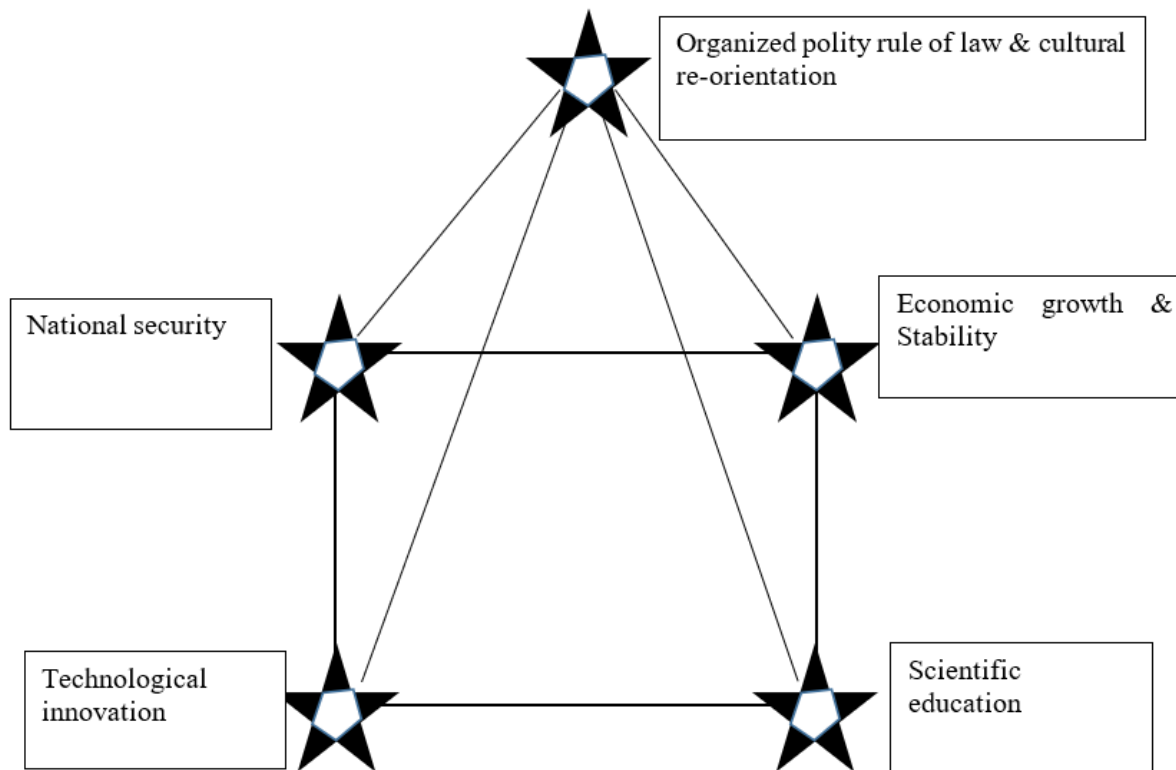 Organized polity rule of law & cultural
re-orientation
National security
Economic growth &
Stability
Technological
innovation
Scientific
education